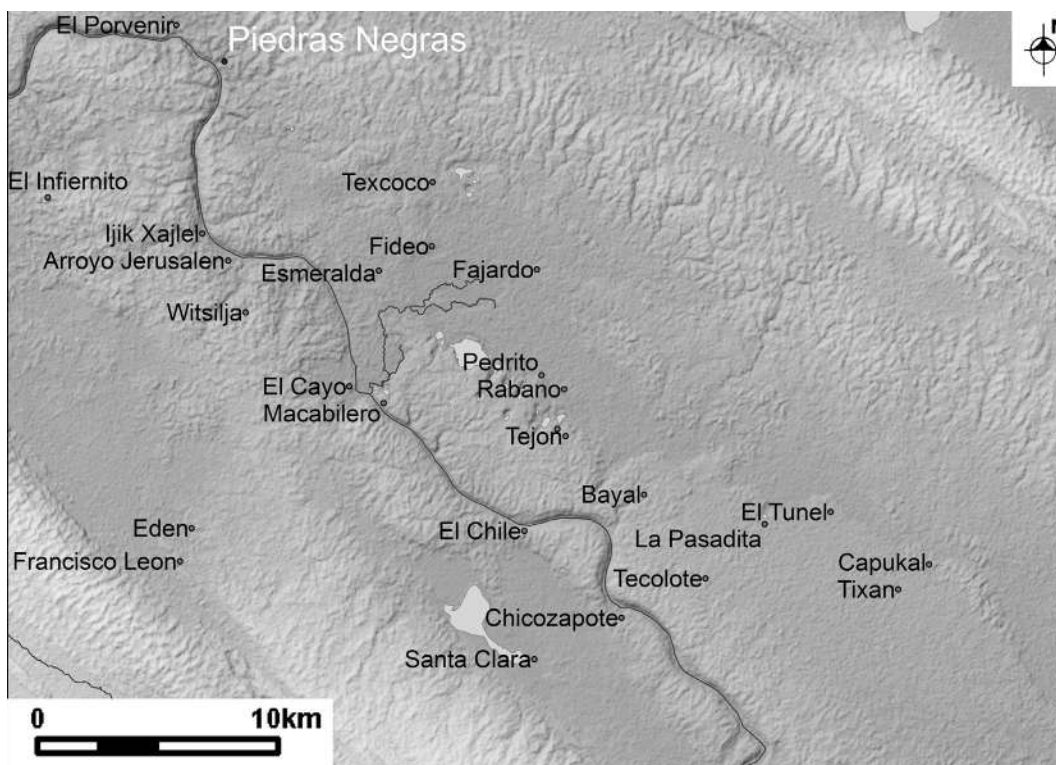 El Porvenir
Piedras Negras
N
El Infiernito
Texcoco
Ijik Xajlel
Fideo
Arroyo Jerusalen
Esmeralda
Fajardo
Witsilja
Pedrito
El Cayo
Rabano
Macabilero
Tejon
Bayal
El Tunel
Eden
El Chile
La Pasadita
Francisco Leon
Capukal
Tecolote
Tixan
Chicozapote
Santa Clara
0 10km